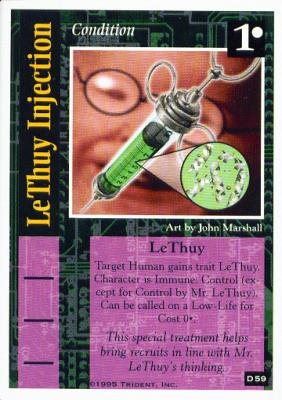 LeThuy Injection
Condition
1•
Art by John Marshall
LeThuy
Target Human gains trait LeThuy.
Character is Immune: Control (ex-
cept for Control by Mr. LeThuy).
Can be called on a Low-Life for
Cost 0•.
This special treatment helps
bring recruits in line with Mr.
LeThuy's thinking.
©1995 TRIDENT, INC.
D59